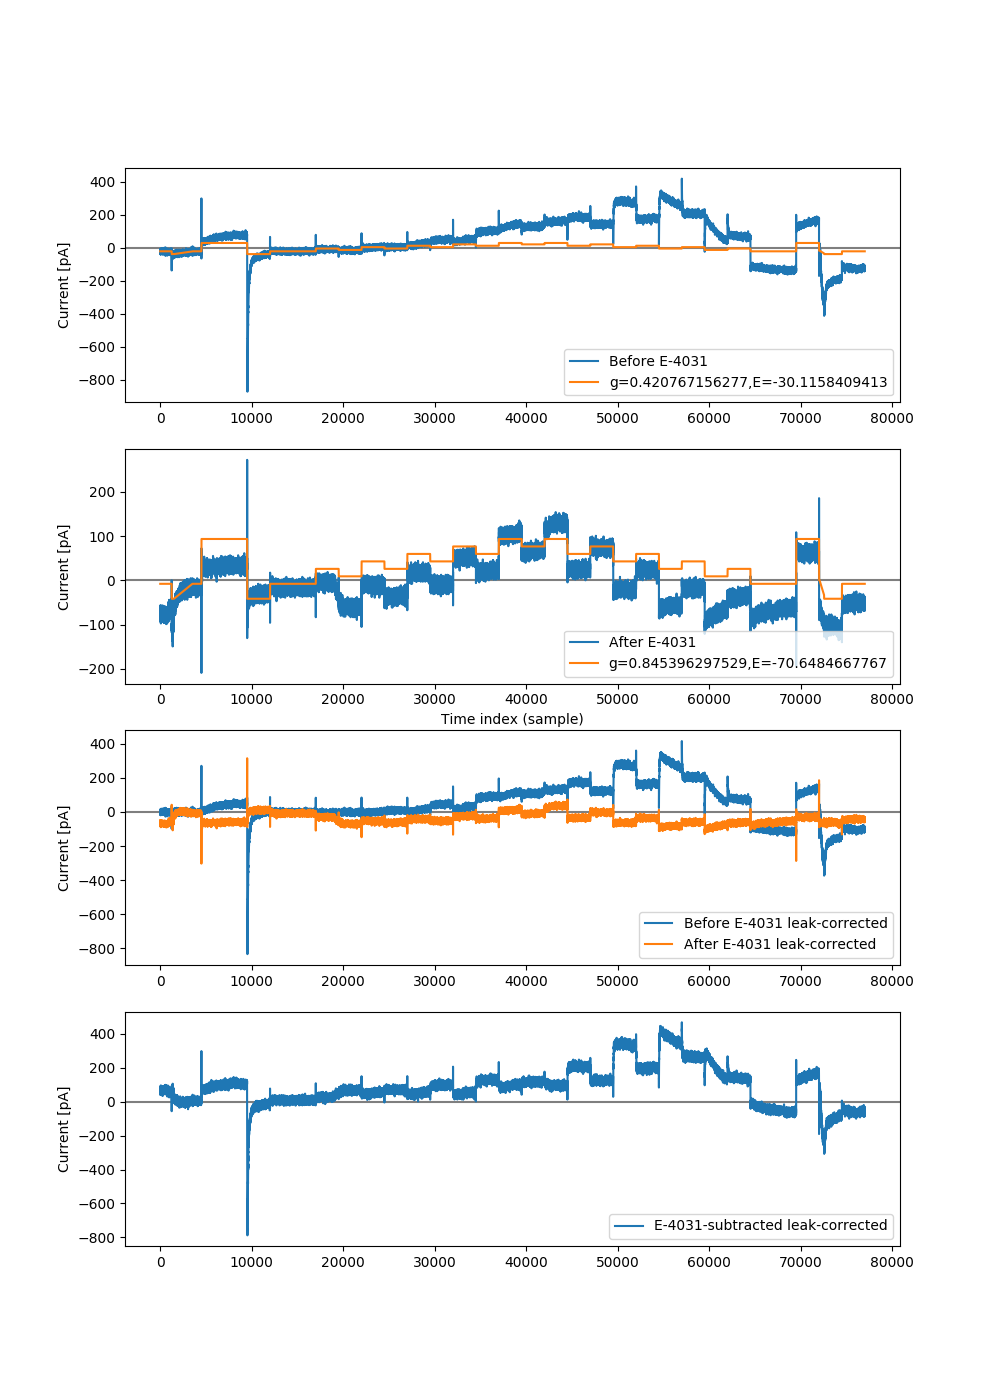 400
200
0
−200
−400
−600
−800
Current [pA]
Before E-4031
g=0.420767156277,E=-30.1158409413
0 10000 20000 30000 40000 50000 60000 70000 80000
200
100
0
−100
−200
Current [pA]
After E-4031
g=0.845396297529,E=-70.6484667767
0 10000 20000 30000 40000 50000 60000 70000 80000
Time index (sample)
400
200
0
−200
−400
−600
−800
Current [pA]
Before E-4031 leak-corrected
After E-4031 leak-corrected
0 10000 20000 30000 40000 50000 60000 70000 80000
400
200
0
−200
−400
−600
−800
Current [pA]
E-4031-subtracted leak-corrected
0 10000 20000 30000 40000 50000 60000 70000 80000